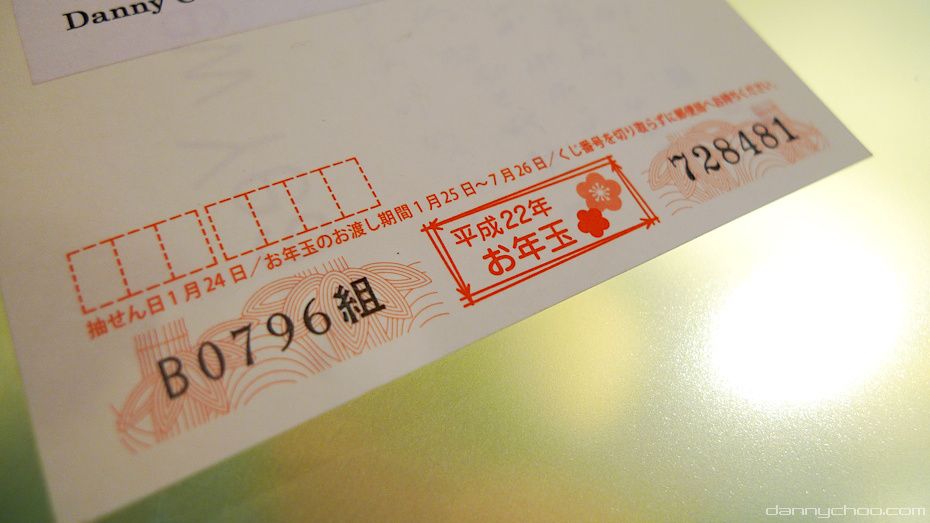 Danny C
抽せん日1月24日/お年玉のお渡し期間1月25日~7月26日/くじ番号を切り取らずに郵便局へお持ちください
B0796組
平成22年
お年玉
728481
dannychoo.com